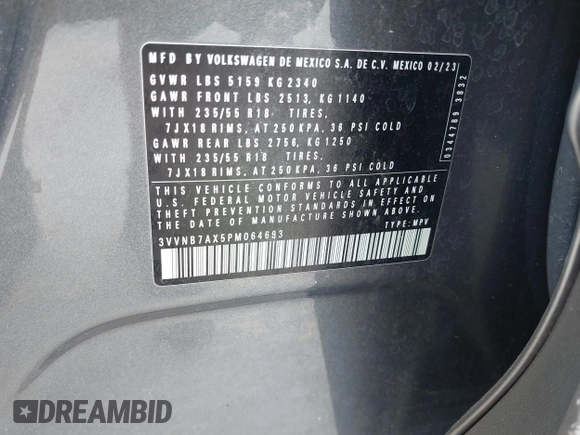 MFD BY VOLKSWAGEN DE MEXICO S.A. DE C.V. MEXICO 02/23
GVWR LBS 5159 KG 2340
GAWR FRONT LBS 2513, KG 1140
WITH 235/55 R18 TIRES,
7JX18 RIMS, AT 250 KPA, 36 PSI COLD
GAWR REAR LBS 2756, KG 1250
WITH 235/55 R18 TIRES.
7JX18 RIMS, AT 250 KPA, 36 PSI COLD
THIS VEHICLE CONFORMS TO ALL APPLICABLE
U.S. FEDERAL MOTOR VEHICLE SAFETY AND
THEFT PREVENTION STANDARDS IN EFFECT ON
THE DATE OF MANUFACTURE SHOWN ABOVE.
3VVNB7AX5PM064693 TYPE: MPV
0344789 3832
DREAMBID